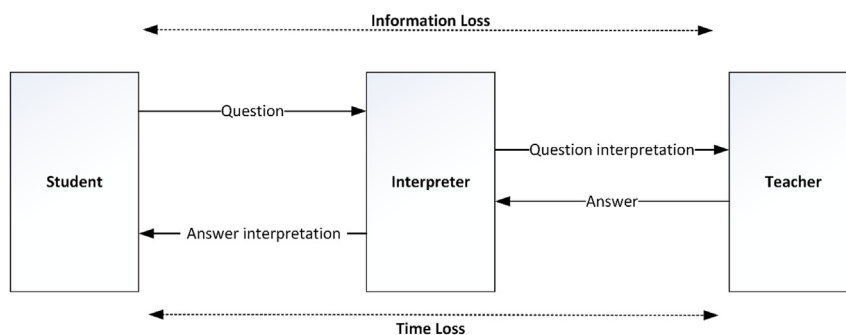 Information Loss
Question
Question interpretation
Student
Interpreter
Teacher
Answer
Answer interpretation
Time Loss